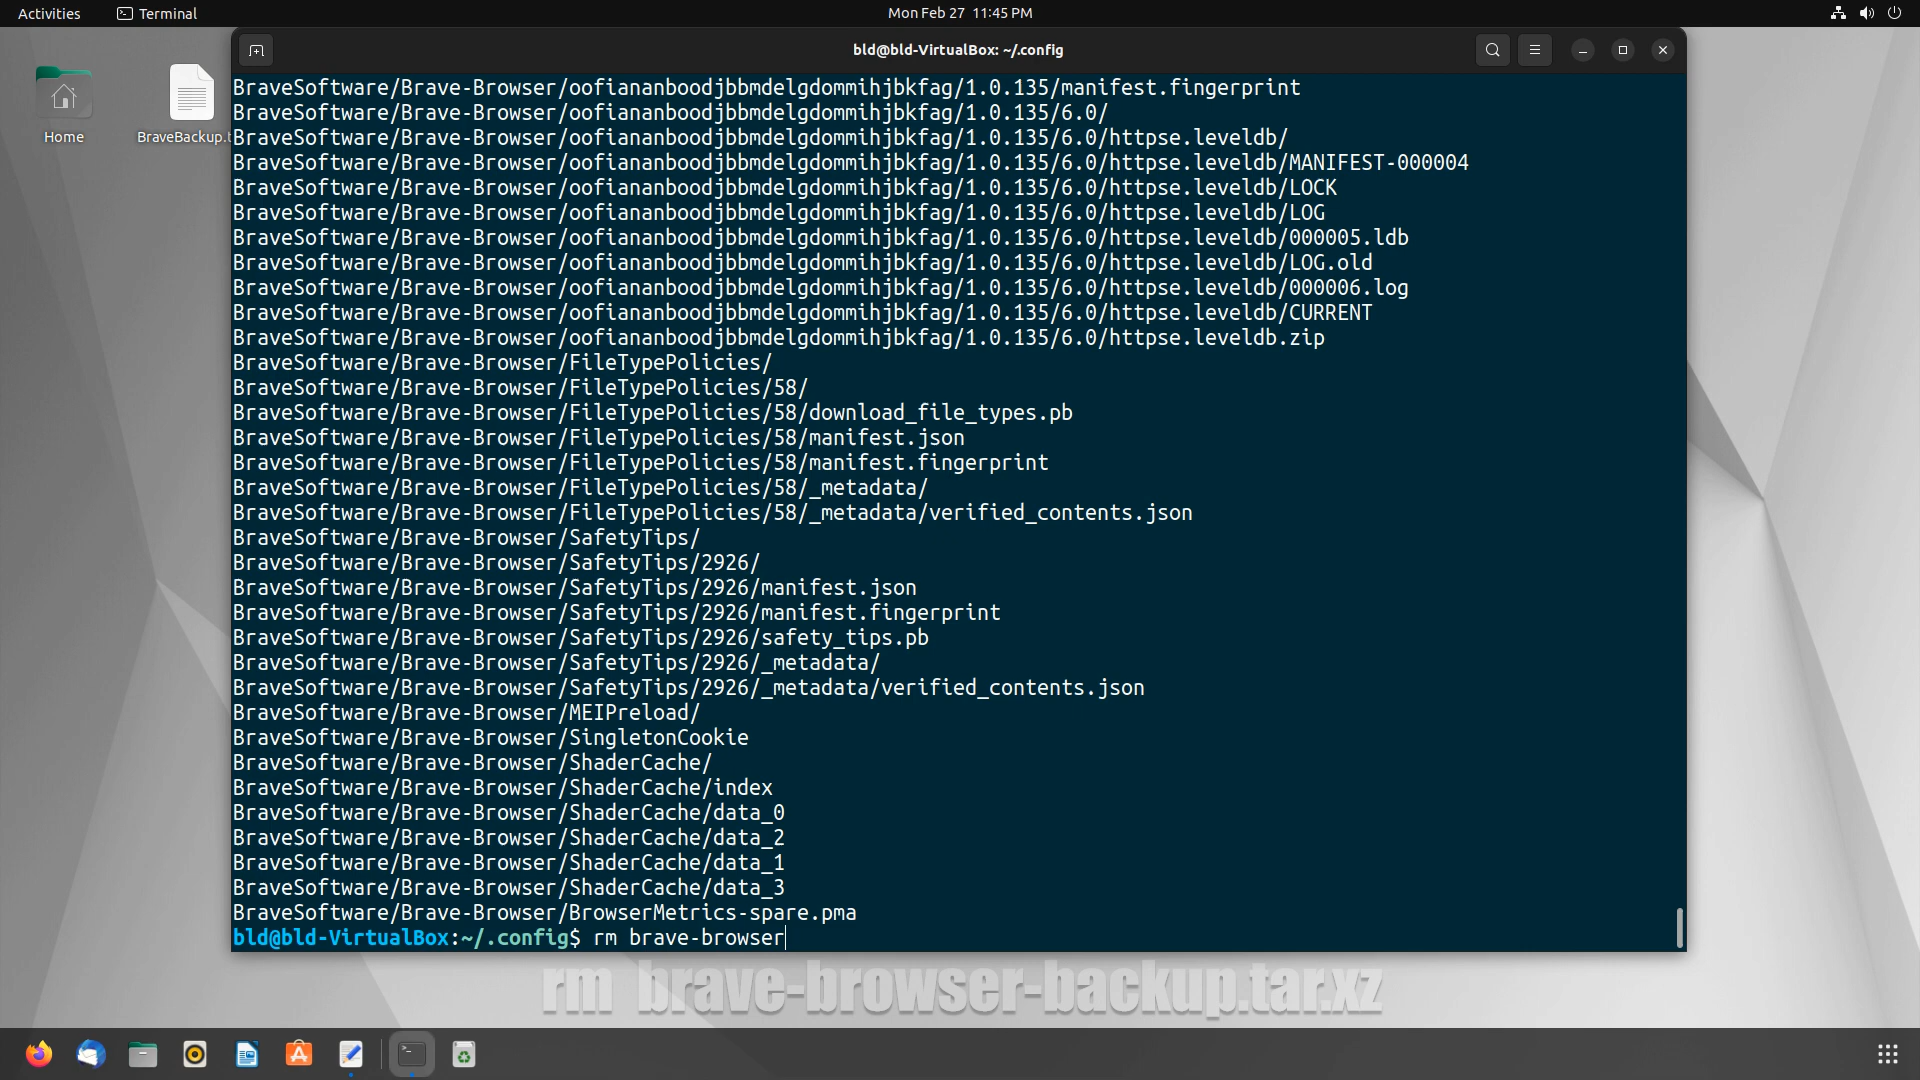 Activities
Terminal
Mon Feb 27 11:45 PM
bld@bld-VirtualBox: ~/.config
Home
BraveBackup.t
BraveSoftware/Brave-Browser/oofiananboodjbbmdelgdommihjbkfag/1.0.135/manifest.fingerprint
BraveSoftware/Brave-Browser/oofiananboodjbbmdelgdommihjbkfag/1.0.135/6.0/
BraveSoftware/Brave-Browser/oofiananboodjbbmdelgdommihjbkfag/1.0.135/6.0/httpse.leveldb/
BraveSoftware/Brave-Browser/oofiananboodjbbmdelgdommihjbkfag/1.0.135/6.0/httpse.leveldb/MANIFEST-000004
BraveSoftware/Brave-Browser/oofiananboodjbbmdelgdommihjbkfag/1.0.135/6.0/httpse.leveldb/LOCK
BraveSoftware/Brave-Browser/oofiananboodjbbmdelgdommihjbkfag/1.0.135/6.0/httpse.leveldb/LOG
BraveSoftware/Brave-Browser/oofiananboodjbbmdelgdommihjbkfag/1.0.135/6.0/httpse.leveldb/000005.ldb
BraveSoftware/Brave-Browser/oofiananboodjbbmdelgdommihjbkfag/1.0.135/6.0/httpse.leveldb/LOG.old
BraveSoftware/Brave-Browser/oofiananboodjbbmdelgdommihjbkfag/1.0.135/6.0/httpse.leveldb/000006.log
BraveSoftware/Brave-Browser/oofiananboodjbbmdelgdommihjbkfag/1.0.135/6.0/httpse.leveldb/CURRENT
BraveSoftware/Brave-Browser/oofiananboodjbbmdelgdommihjbkfag/1.0.135/6.0/httpse.leveldb.zip
BraveSoftware/Brave-Browser/FileTypePolicies/
BraveSoftware/Brave-Browser/FileTypePolicies/58/
BraveSoftware/Brave-Browser/FileTypePolicies/58/download_file_types.pb
BraveSoftware/Brave-Browser/FileTypePolicies/58/manifest.json
BraveSoftware/Brave-Browser/FileTypePolicies/58/manifest.fingerprint
BraveSoftware/Brave-Browser/FileTypePolicies/58/_metadata/
BraveSoftware/Brave-Browser/FileTypePolicies/58/_metadata/verified_contents.json
BraveSoftware/Brave-Browser/SafetyTips/
BraveSoftware/Brave-Browser/SafetyTips/2926/
BraveSoftware/Brave-Browser/SafetyTips/2926/manifest.json
BraveSoftware/Brave-Browser/SafetyTips/2926/manifest.fingerprint
BraveSoftware/Brave-Browser/SafetyTips/2926/safety_tips.pb
BraveSoftware/Brave-Browser/SafetyTips/2926/_metadata/
BraveSoftware/Brave-Browser/SafetyTips/2926/_metadata/verified_contents.json
BraveSoftware/Brave-Browser/MEIPreload/
BraveSoftware/Brave-Browser/SingletonCookie
BraveSoftware/Brave-Browser/ShaderCache/
BraveSoftware/Brave-Browser/ShaderCache/index
BraveSoftware/Brave-Browser/ShaderCache/data_0
BraveSoftware/Brave-Browser/ShaderCache/data_2
BraveSoftware/Brave-Browser/ShaderCache/data_1
BraveSoftware/Brave-Browser/ShaderCache/data_3
BraveSoftware/Brave-Browser/BrowserMetrics-spare.pma
bld@bld-VirtualBox:~/.config$ rm brave-browser
rm brave-browser-backup.tar.xz